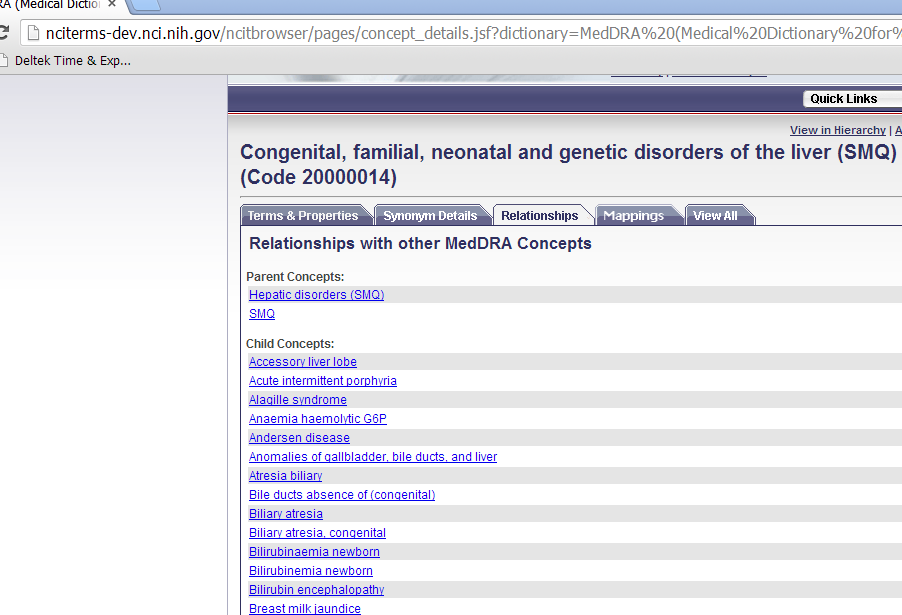 RA (Medical Dictio
nciterms-dev.nci.nih.gov/ncitbrowser/pages/concept_details.jsf?dictionary=MedDRA%20(Medical%20Dictionary%20for%
Deltek Time & Exp...
Quick Links
View in Hierarchy | A
Congenital, familial, neonatal and genetic disorders of the liver (SMQ)
(Code 20000014)
Terms & Properties Synonym Details Relationships Mappings View All
Relationships with other MedDRA Concepts
Parent Concepts:
Hepatic disorders (SMQ)
SMQ
Child Concepts:
Accessory liver lobe
Acute intermittent porphyria
Alagille syndrome
Anaemia haemolytic G6P
Andersen disease
Anomalies of gallbladder, bile ducts, and liver
Atresia biliary
Bile ducts absence of (congenital)
Biliary atresia
Biliary atresia, congenital
Bilirubinaemia newborn
Bilirubinemia newborn
Bilirubin encephalopathy
Breast milk jaundice